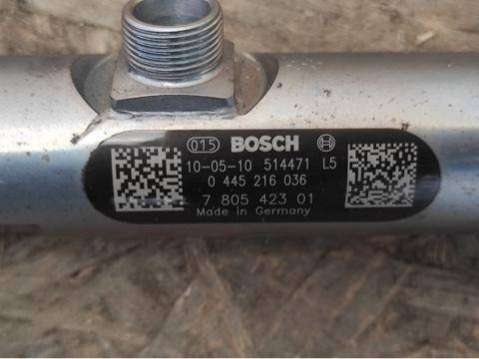 015 BOSCH
10-05-10 514471 L5
0 445 216 036
7 805 423 01
Made in Germany